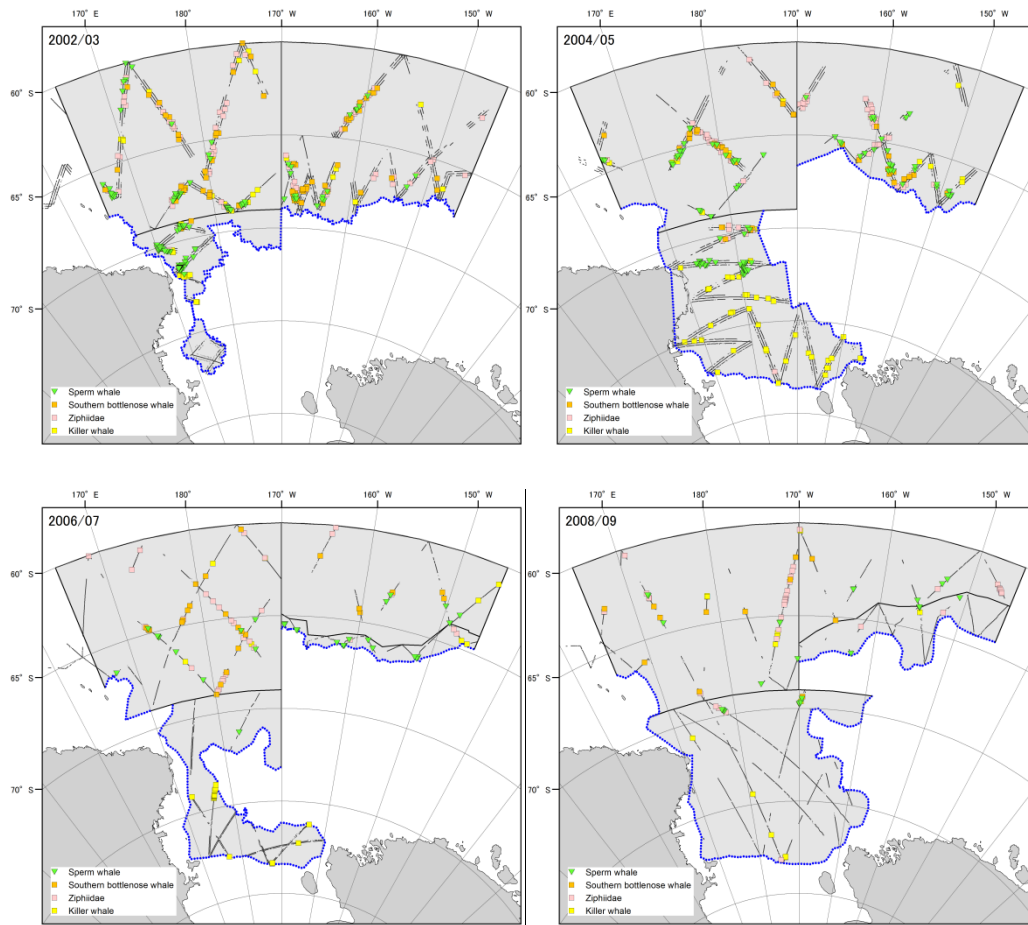 170° E 180° 170° W 160° W 150° W
2002/03
60° S
65° S
70° S
Sperm whale
Southern bottlenose whale
Ziphiidae
Killer whale
170° E 180° 170° W 160° W 150° W
2004/05
60° S
65° S
70° S
Sperm whale
Southern bottlenose whale
Ziphiidae
Killer whale
170° E 180° 170° W 160° W 150° W
2006/07
60° S
65° S
70° S
Sperm whale
Southern bottlenose whale
Ziphiidae
Killer whale
170° E 180° 170° W 160° W 150° W
2008/09
60° S
65° S
70° S
Sperm whale
Southern bottlenose whale
Ziphiidae
Killer whale